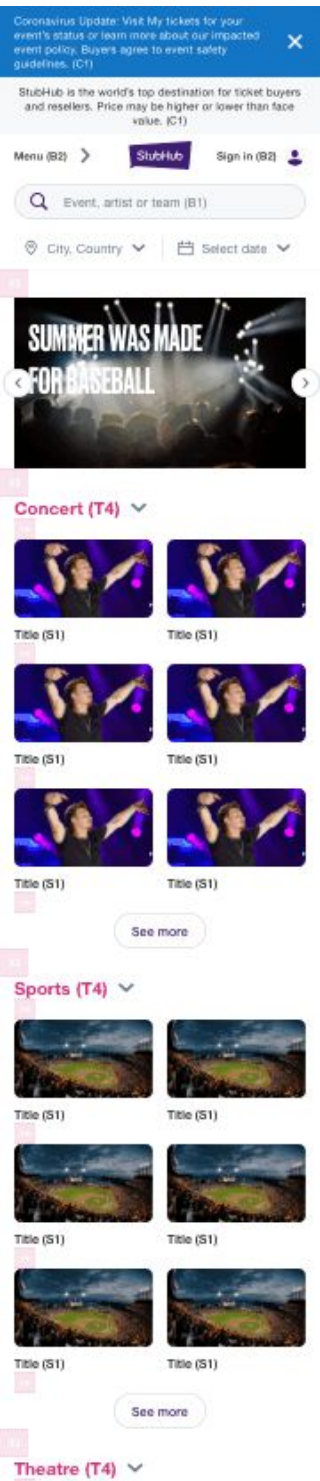 Coronavirus Update: Visit My tickets for your
event's status or learn more about our impacted
event policy. Buyers agree to event safety
guidelines. (C1)
StubHub is the world's top destination for ticket buyers
and resellers. Price may be higher or lower than face
value. (C1)
Menu (B2)
StubHub
Sign in (B2)
Event, artist or team (B1)
City, Country
Select date
SUMMER WAS MADE
FOR BASEBALL
Concert (T4)
Title (S1) Title (S1)
Title (S1) Title (S1)
Title (S1) Title (S1)
See more
Sports (T4)
Title (S1) Title (S1)
Title (S1) Title (S1)
Title (S1) Title (S1)
See more
Theatre (T4)